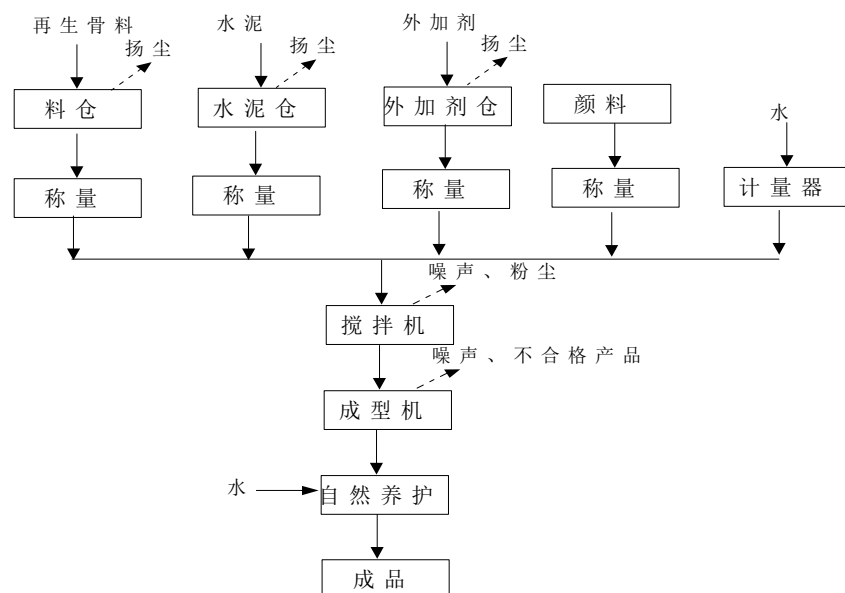 再生骨料
水泥
外加剂
扬尘
扬尘
扬尘
料仓
水泥仓
外加剂仓
颜料
水
称量
称量
称量
称量
计量器
噪声、粉尘
搅拌机
噪声、不合格产品
成型机
水
自然养护
成品